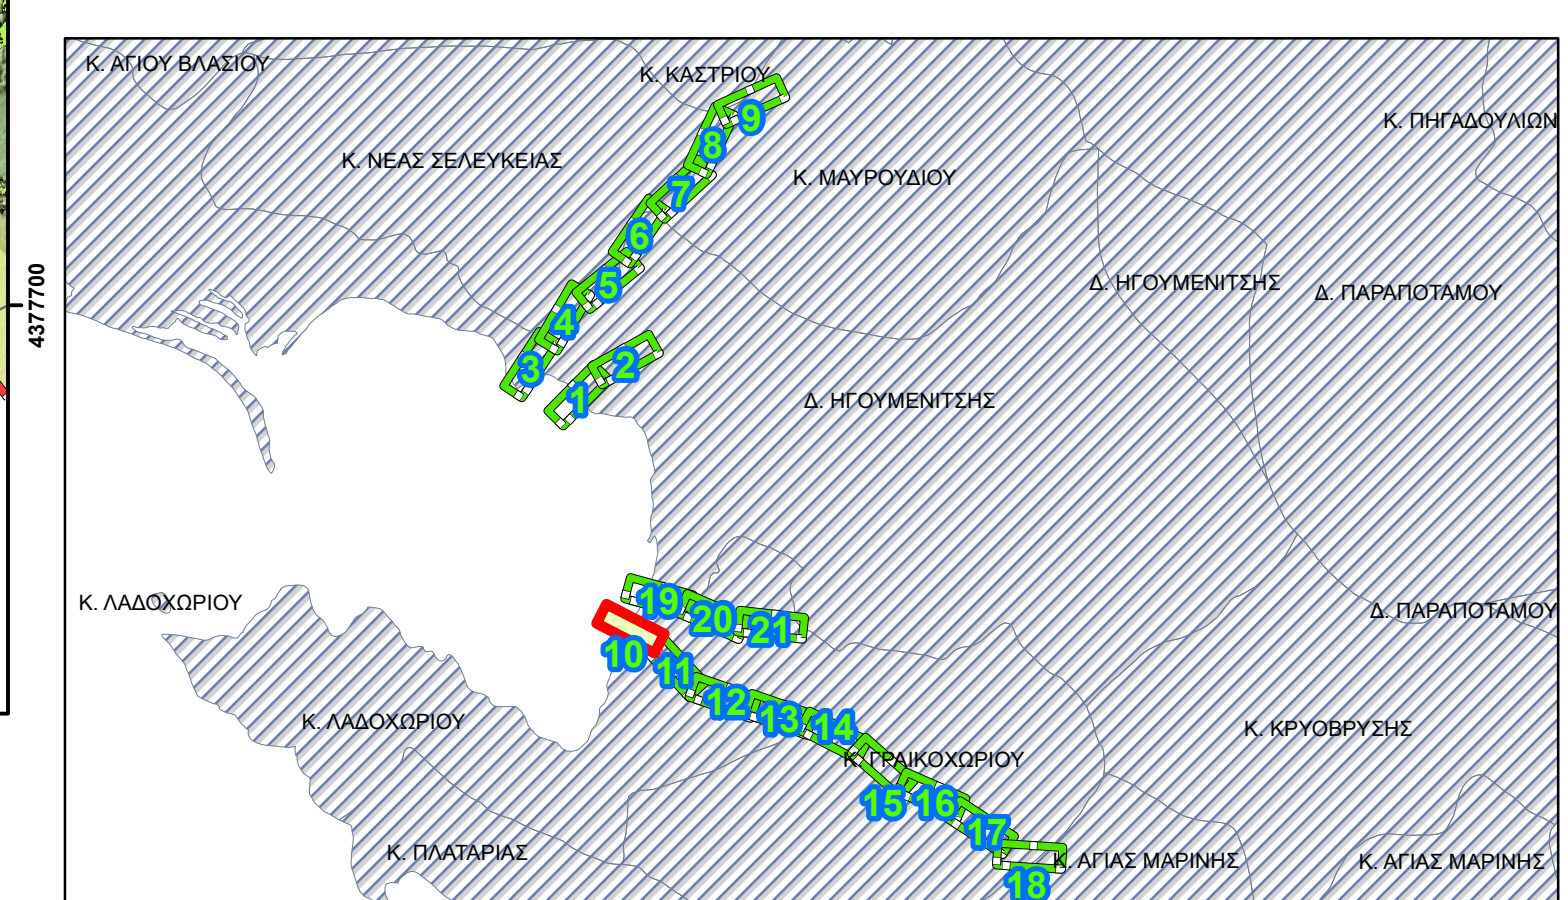 Κ. ΑΓΙΟΥ ΒΛΑΣΙΟΥ
Κ. ΚΑΣΤΡΙΟΥ
9
Κ. ΠΗΓΑΔΟΥΛΙΩΝ
8
Κ. ΝΕΑΣ ΣΕΛΕΥΚΕΙΑΣ
Κ. ΜΑΥΡΟΥΔΙΟΥ
7
6
Δ. ΗΓΟΥΜΕΝΙΤΣΗΣ
5
Δ. ΠΑΡΑΠΟΤΑΜΟΥ
4377700
4
2
3
1
Δ. ΗΓΟΥΜΕΝΙΤΣΗΣ
Κ. ΛΑΔΟΧΩΡΙΟΥ
19
Δ. ΠΑΡΑΠΟΤΑΜΟΥ
20
21
10
11
12
13
Κ. ΛΑΔΟΧΩΡΙΟΥ
14
Κ. ΚΡΥΟΒΡΥΣΗΣ
Κ. ΓΡΑΙΚΟΧΩΡΙΟΥ
15
16
17
Κ. ΠΛΑΤΑΡΙΑΣ
Κ. ΑΓΙΑΣ ΜΑΡΙΝΗΣ
Κ. ΑΓΙΑΣ ΜΑΡΙΝΗΣ
18